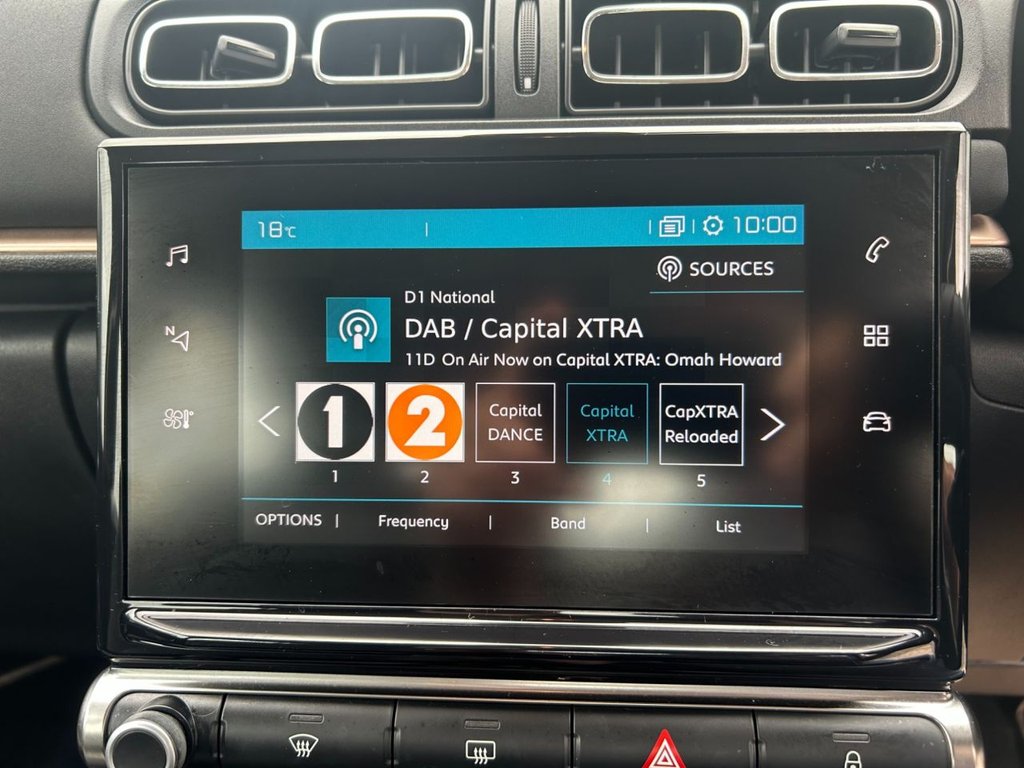 18°C
10:00
SOURCES
D1 National
DAB / Capital XTRA
11D On Air Now on Capital XTRA: Omah Howard
N
1
2
Capital
DANCE
Capital
XTRA
CapXTRA
Reloaded
1 2 3 4 5
OPTIONS | Frequency | Band | List